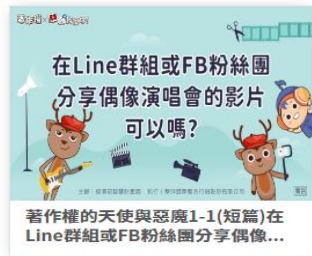 在Line群組或FB粉絲團
分享偶像演唱會的影片
可以嗎?
著作權的天使與惡魔1-1(短篇)在
Line群組或FB粉絲團分享偶像...